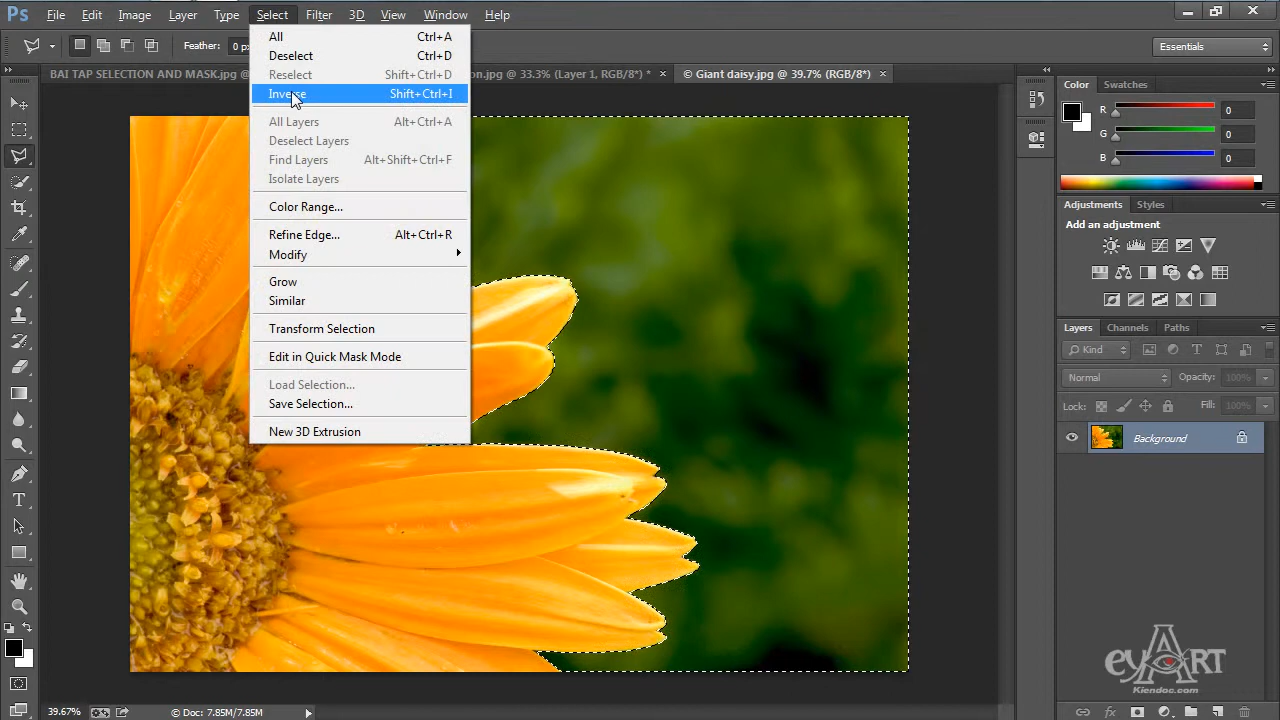 Ps File Edit Image Layer Type Select Filter 3D View Window Help
Feather: 0 p
Essentials
BAI TAP SELECTION AND MASK.jpg @
on.jpg @ 33.3% (Layer 1, RGB/8*) * ×
© Giant daisy.jpg @ 39.7% (RGB/8*) ×
All Ctrl+A
Deselect Ctrl+D
Reselect Shift+Ctrl+D
Inverse Shift+Ctrl+I
All Layers Alt+Ctrl+A
Deselect Layers
Find Layers Alt+Shift+Ctrl+F
Isolate Layers
Color Range...
Refine Edge... Alt+Ctrl+R
Modify
Grow
Similar
Transform Selection
Edit in Quick Mask Mode
Load Selection...
Save Selection...
New 3D Extrusion
Color Swatches
R 0
G 0
B 0
Adjustments Styles
Add an adjustment
Layers Channels Paths
Kind
Normal Opacity: 100%
Lock: Fill: 100%
Background
eyART
Kiendoc.com
39.67% © Doc: 7.85M/7.85M